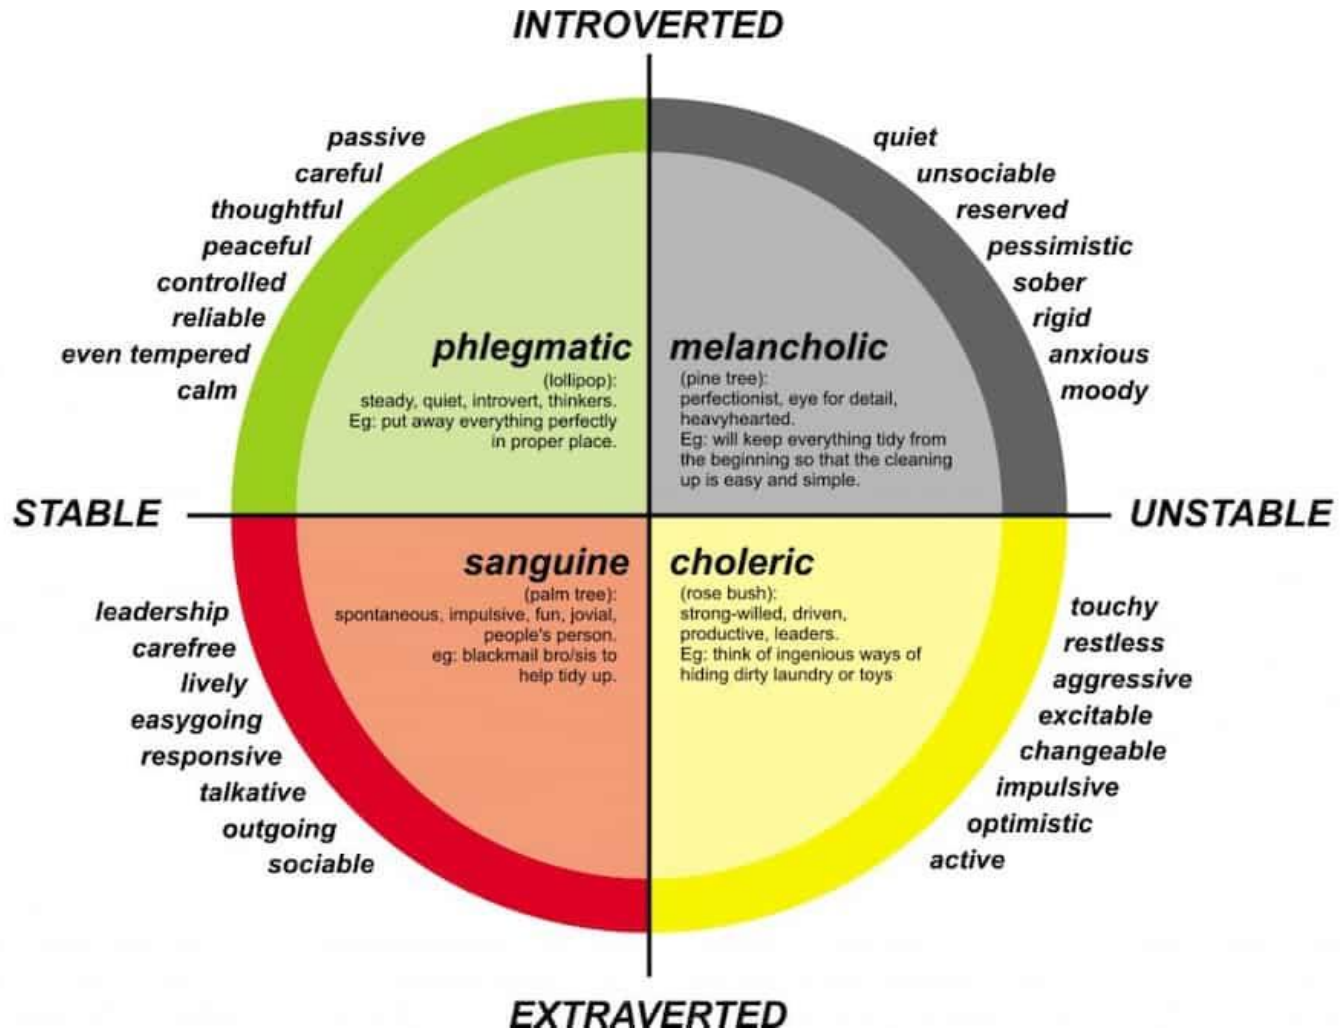 INTROVERTED
passive
careful
thoughtful
peaceful
controlled
reliable
even tempered
calm
quiet
unsociable
reserved
pessimistic
sober
rigid
anxious
moody
phlegmatic
(lollipop):
steady, quiet, introvert, thinkers.
Eg: put away everything perfectly
in proper place.
melancholic
(pine tree):
perfectionist, eye for detail,
heavyhearted.
Eg: will keep everything tidy from
the beginning so that the cleaning
up is easy and simple.
STABLE
UNSTABLE
sanguine
(palm tree):
spontaneous, impulsive, fun, jovial,
people's person.
eg: blackmail bro/sis to
help tidy up.
choleric
(rose bush):
strong-willed, driven,
productive, leaders.
Eg: think of ingenious ways of
hiding dirty laundry or toys
leadership
carefree
lively
easygoing
responsive
talkative
outgoing
sociable
touchy
restless
aggressive
excitable
changeable
impulsive
optimistic
active
EXTRAVERTED